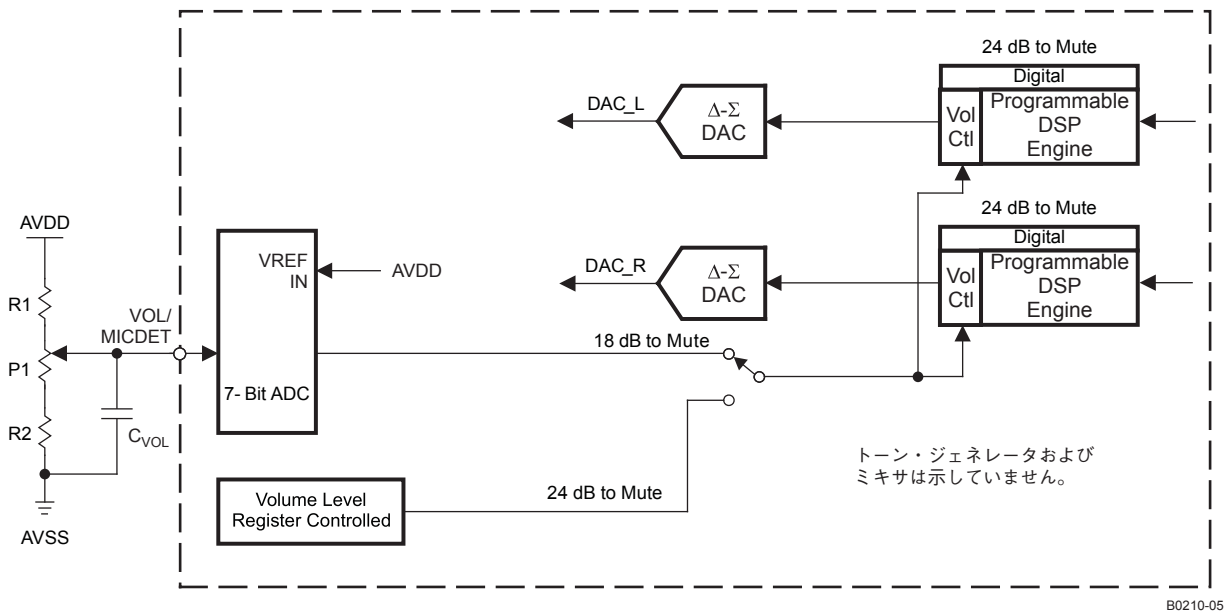 24 dB to Mute
Digital
Vol
Ctl
Programmable
DSP
Engine
DAC_L
Δ-Σ
DAC
24 dB to Mute
Digital
Vol
Ctl
Programmable
DSP
Engine
DAC_R
Δ-Σ
DAC
AVDD
R1
P1
R2
AVSS
VOL/
MICDET
CVOL
VREF
IN
7- Bit ADC
AVDD
18 dB to Mute
Volume Level
Register Controlled
24 dB to Mute
トーン・ジェネレータおよび
ミキサは示していません。
B0210-05